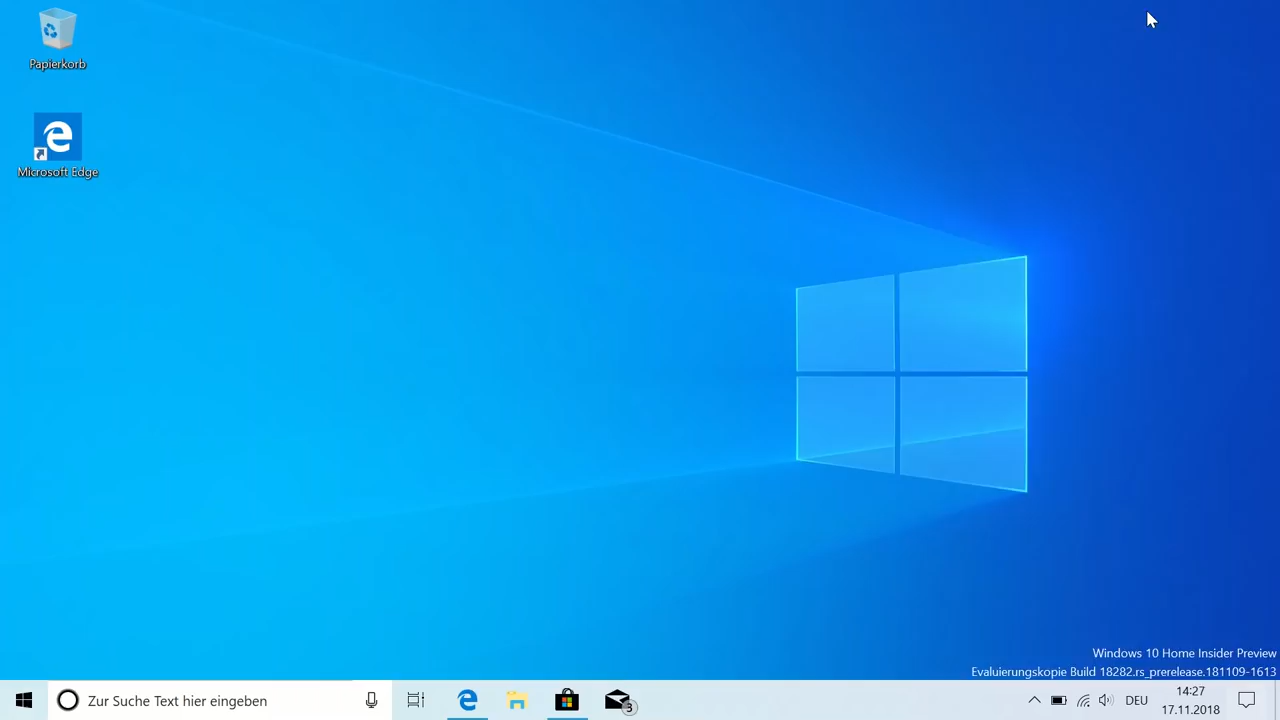 Papierkorb
Microsoft Edge
Windows 10 Home Insider Preview
Evaluierungskopie Build 18282.rs_prerelease.181109-1613
Zur Suche Text hier eingeben
3
DEU
14:27
17.11.2018